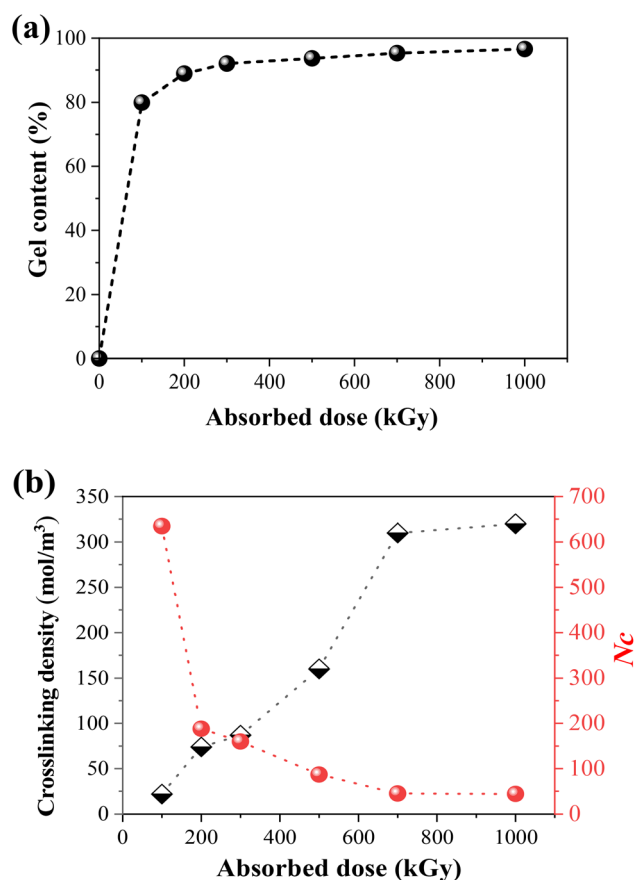 (a)
100
80
60
40
20
0
Gel content (%)
0 200 400 600 800 1000
Absorbed dose (kGy)
(b)
350
300
250
200
150
100
50
0
Crosslinking density (mol/m³)
700
600
500
400
300
200
100
0
Nc
0 200 400 600 800 1000
Absorbed dose (kGy)